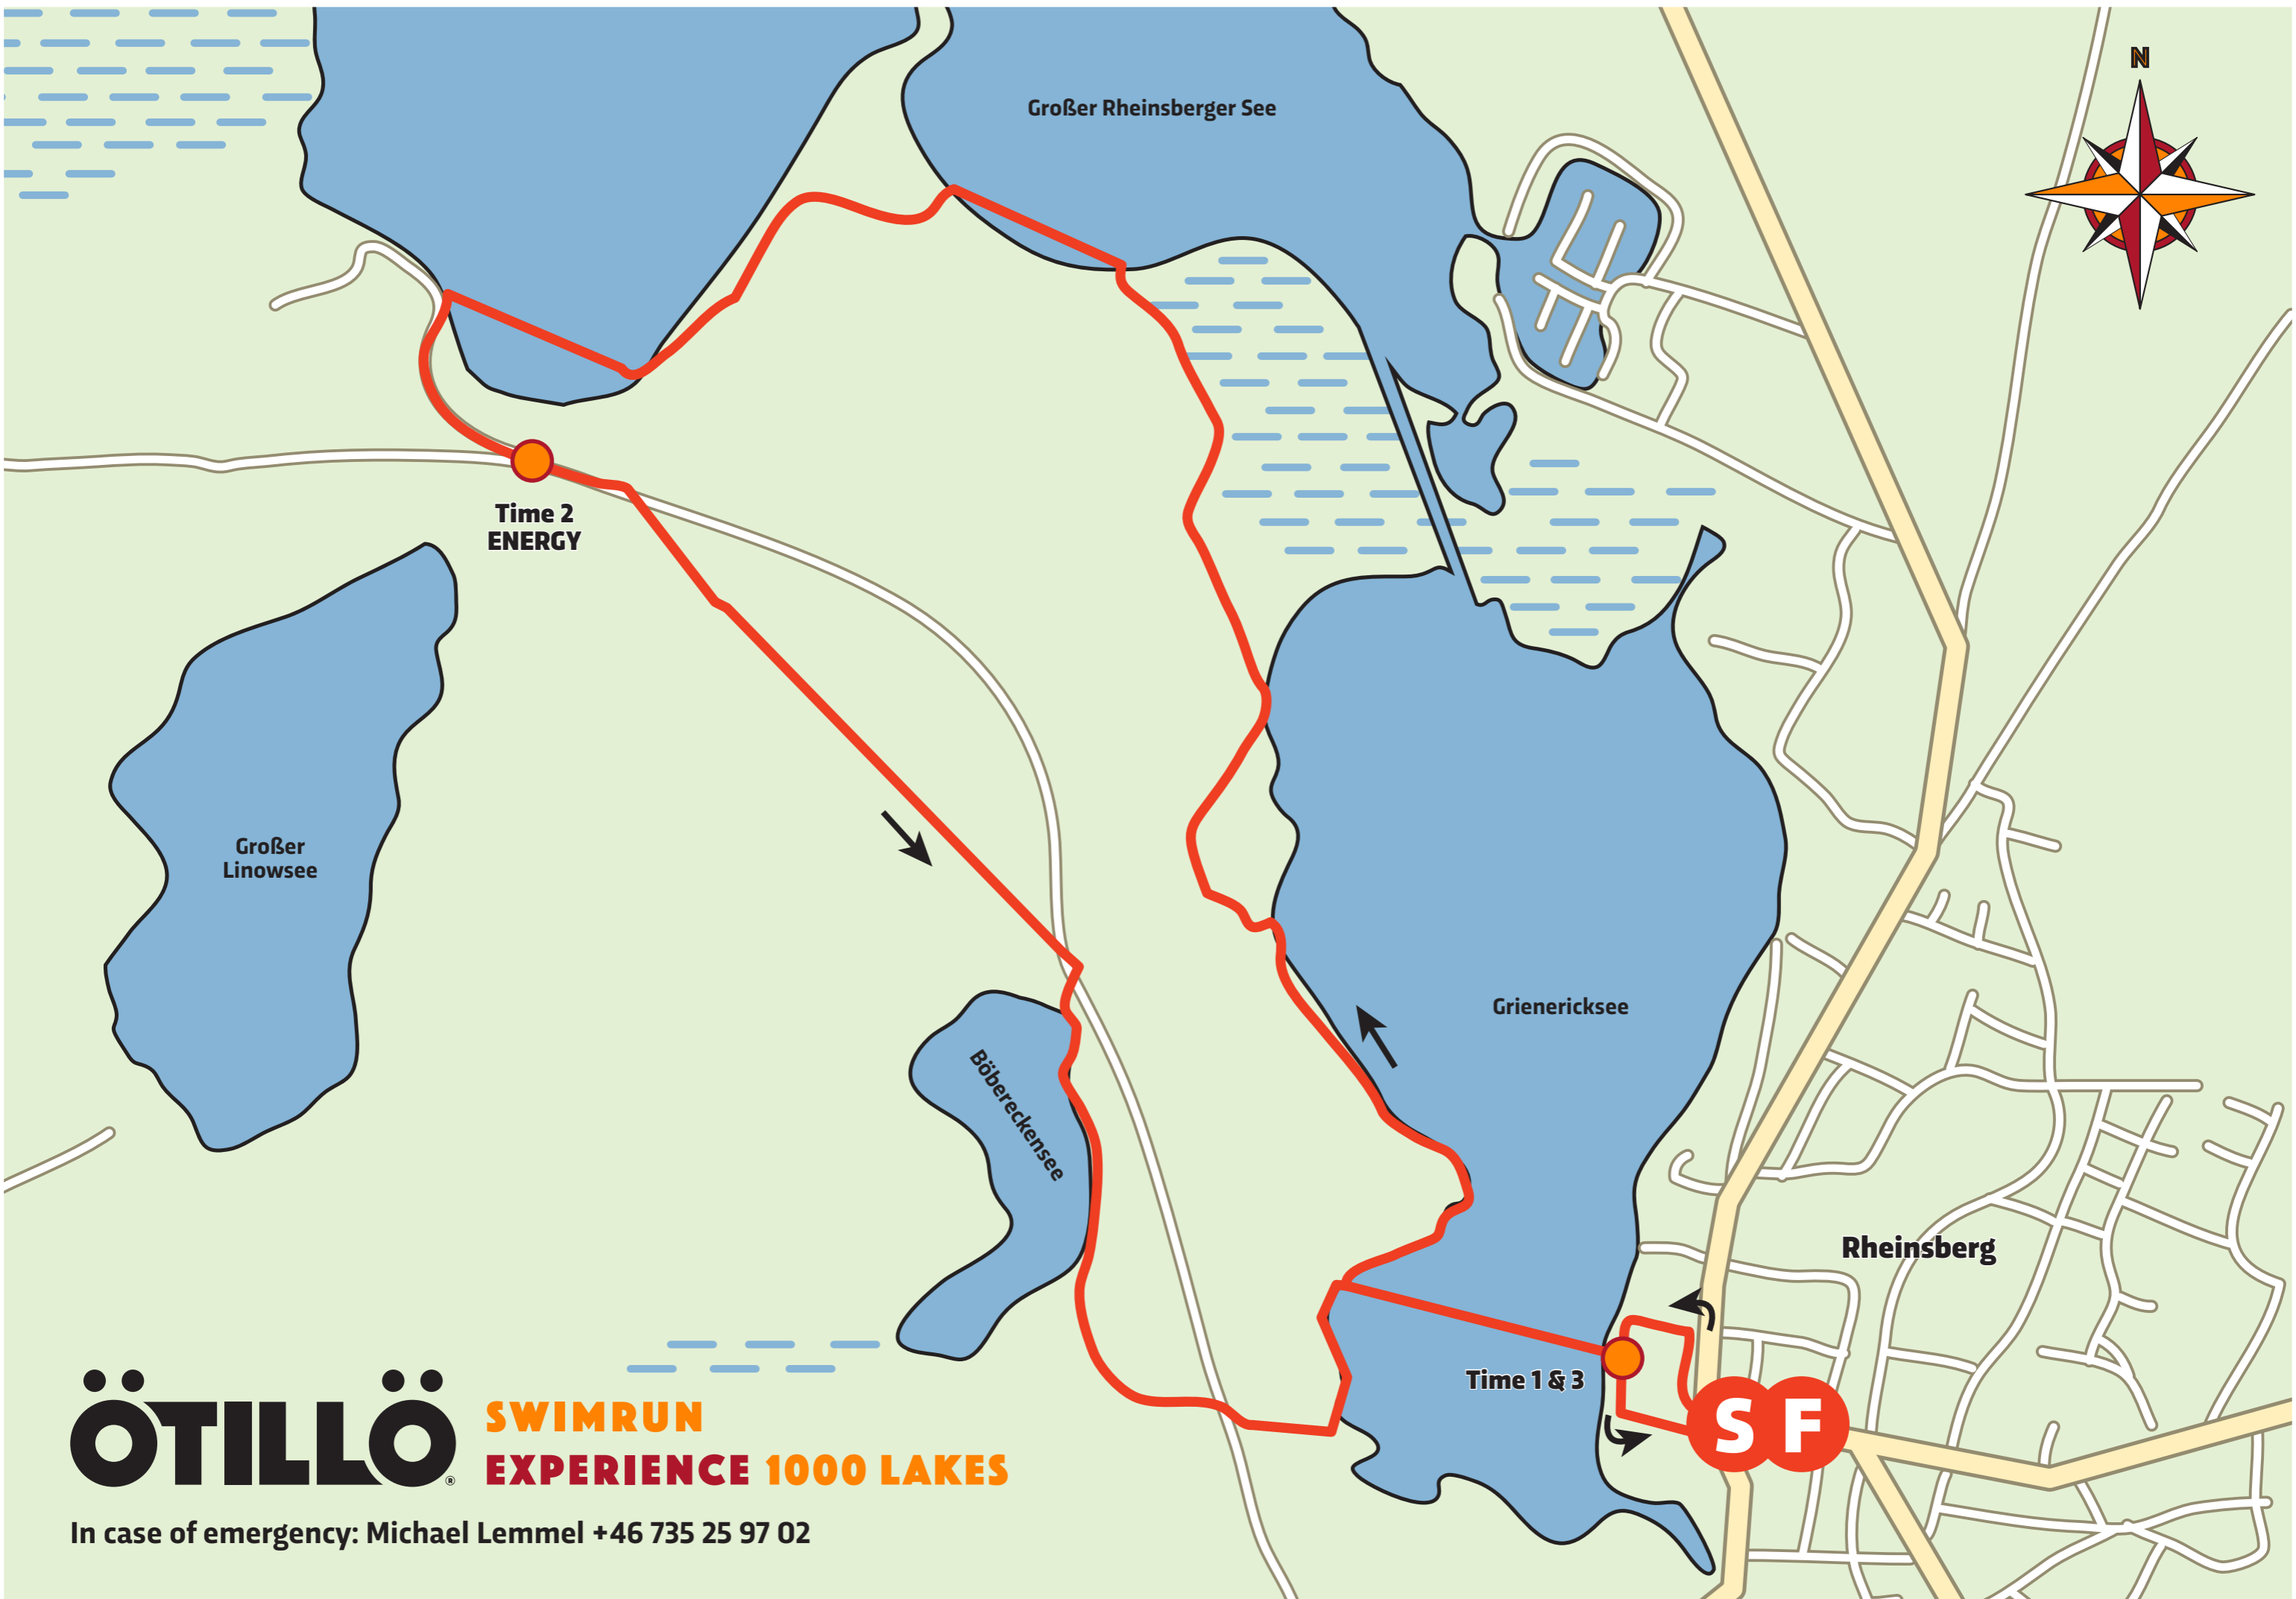 N
Großer Rheinsberger See
Time 2
ENERGY
Großer
Linowsee
Grienericksee
Böbereckensee
Rheinsberg
Time 1 & 3
S F
ÖTILLÖ®
SWIMRUN
EXPERIENCE 1000 LAKES
In case of emergency: Michael Lemmel +46 735 25 97 02